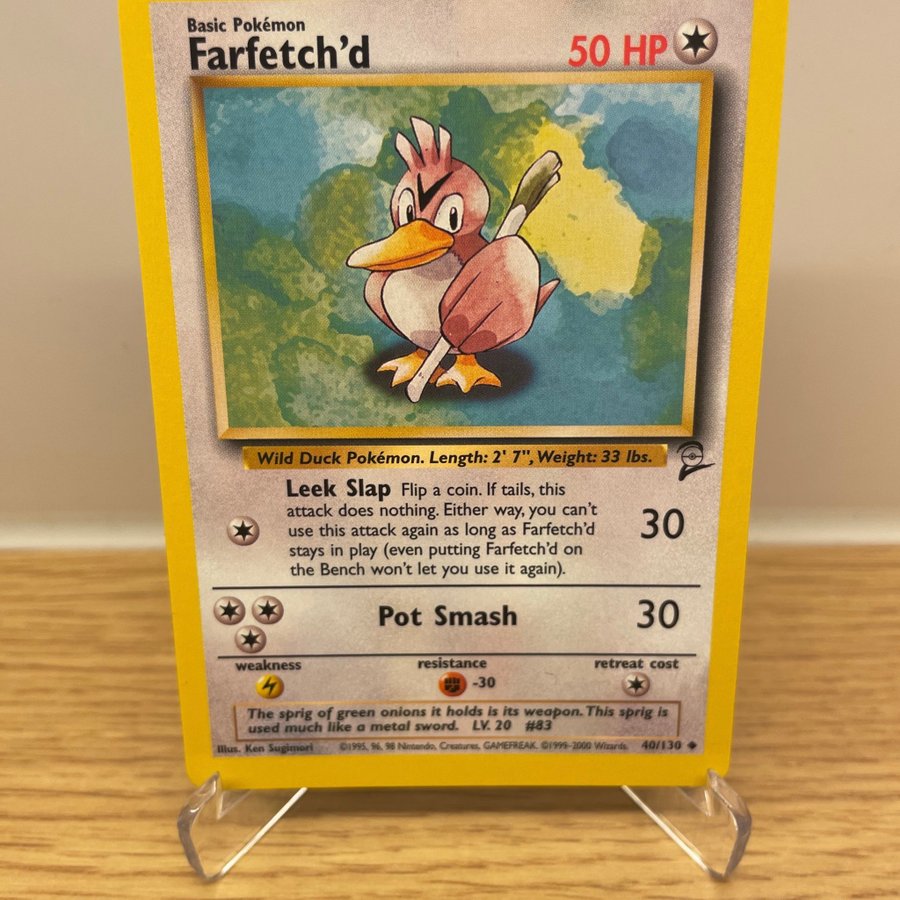 Basic Pokémon
Farfetch'd 50 HP
Wild Duck Pokémon. Length: 2' 7", Weight: 33 lbs.
Leek Slap Flip a coin. If tails, this
attack does nothing. Either way, you can't
use this attack again as long as Farfetch'd
stays in play (even putting Farfetch'd on
the Bench won't let you use it again).
30
Pot Smash 30
weakness resistance retreat cost
-30
The sprig of green onions it holds is its weapon. This sprig is
used much like a metal sword. LV. 20 #83
Illus. Ken Sugimori ©1995, 96, 98 Nintendo, Creatures, GAMEFREAK. ©1999-2000 Wizards. 40/130